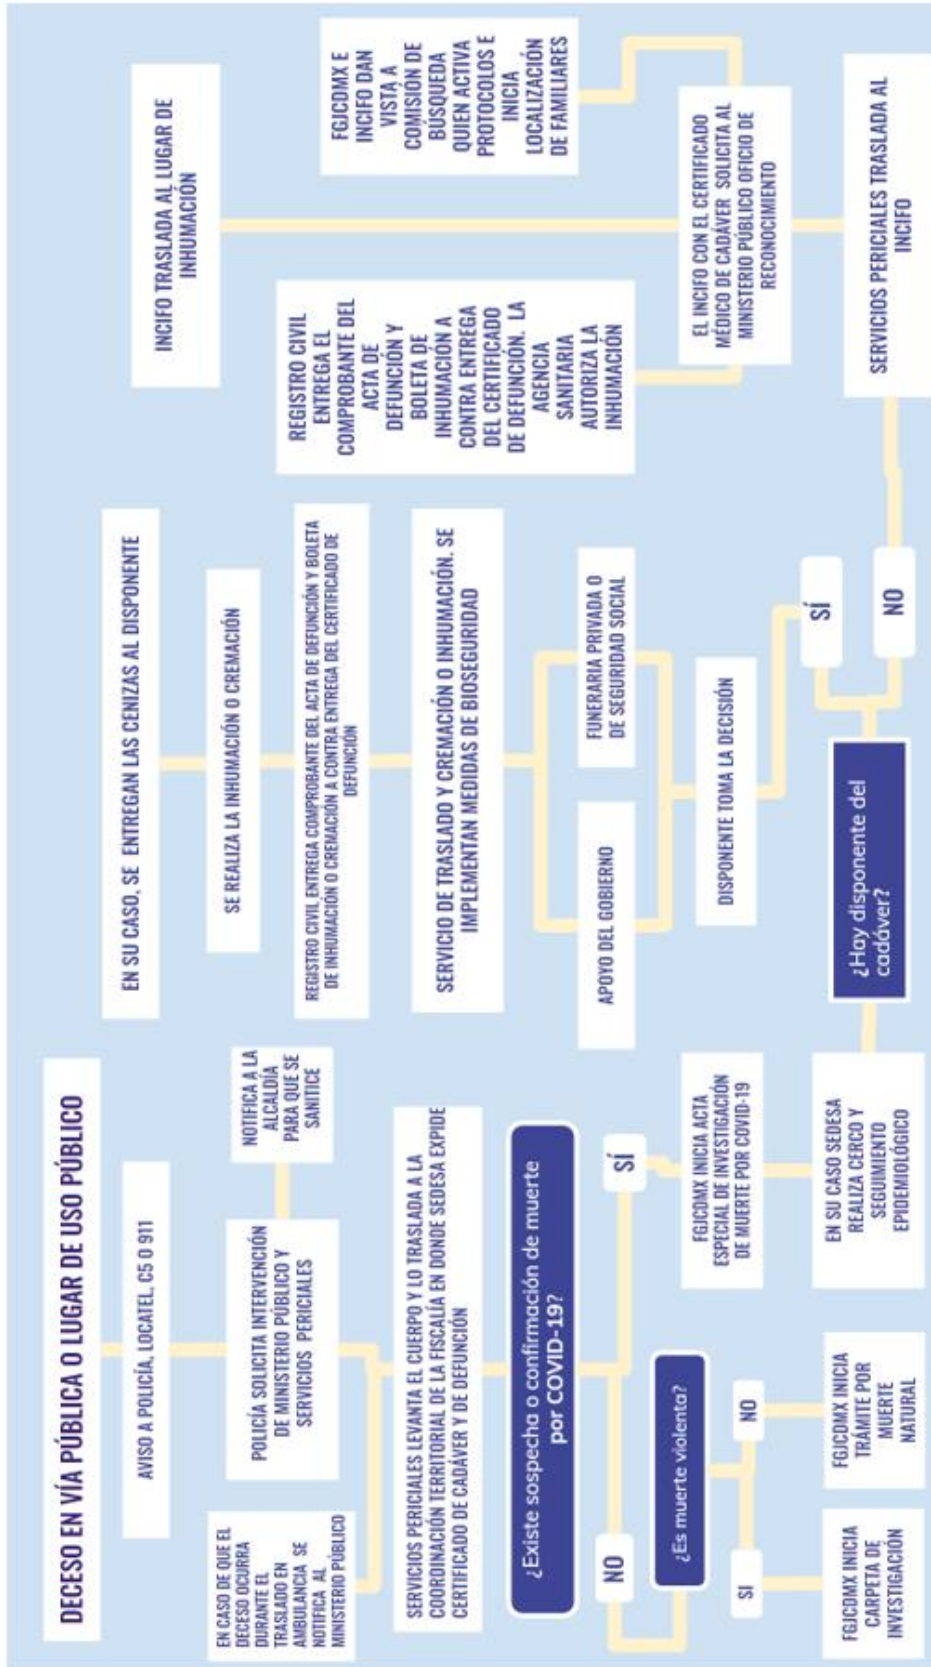 DECESO EN VÍA PÚBLICA O LUGAR DE USO PÚBLICO
AVISO A POLICÍA, LOCATEL, C5 O 911
POLICÍA SOLICITA INTERVENCIÓN
DE MINISTERIO PÚBLICO Y
SERVICIOS PERICIALES
NOTIFICA A LA
ALCALDÍA
PARA QUE SE
SANITICE
EN CASO DE QUE EL
DECESO OCURRA
DURANTE EL
TRASLADO EN
AMBULANCIA SE
NOTIFICA AL
MINISTERIO PÚBLICO
SERVICIOS PERICIALES LEVANTA EL CUERPO Y LO TRASLADA A LA
COORDINACIÓN TERRITORIAL DE LA FISCALÍA EN DONDE SEDESA EXPIDE
CERTIFICADO DE CADÁVER Y DE DEFUNCIÓN
¿Existe sospecha o confirmación de muerte
por COVID-19?
NO
¿Es muerte violenta?
SI
NO
FGJCDMX INICIA
CARPETA DE
INVESTIGACIÓN
FGJCDMX INICIA
TRÁMITE POR
MUERTE
NATURAL
SÍ
FGJCDMX INICIA ACTA
ESPECIAL DE INVESTIGACIÓN
DE MUERTE POR COVID-19
EN SU CASO SEDESA
REALIZA CERCO Y
SEGUIMIENTO
EPIDEMIOLÓGICO
¿Hay disponente del
cadáver?
SÍ
NO
DISPONENTE TOMA LA DECISIÓN
APOYO DEL GOBIERNO
FUNERARIA PRIVADA O
DE SEGURIDAD SOCIAL
SERVICIO DE TRASLADO Y CREMACIÓN O INHUMACIÓN. SE
IMPLEMENTAN MEDIDAS DE BIOSEGURIDAD
REGISTRO CIVIL ENTREGA COMPROBANTE DEL ACTA DE DEFUNCIÓN Y BOLETA
DE INHUMACIÓN O CREMACIÓN A CONTRA ENTREGA DEL CERTIFICADO DE
DEFUNCIÓN
SE REALIZA LA INHUMACIÓN O CREMACIÓN
EN SU CASO, SE ENTREGAN LAS CENIZAS AL DISPONENTE
SERVICIOS PERICIALES TRASLADA AL
INCIFO
EL INCIFO CON EL CERTIFICADO
MÉDICO DE CADÁVER SOLICITA AL
MINISTERIO PÚBLICO OFICIO DE
RECONOCIMIENTO
REGISTRO CIVIL
ENTREGA EL
COMPROBANTE DEL
ACTA DE
DEFUNCIÓN Y
BOLETA DE
INHUMACIÓN A
CONTRA ENTREGA
DEL CERTIFICADO
DE DEFUNCIÓN. LA
AGENCIA
SANITARIA
AUTORIZA LA
INHUMACIÓN
FGJCDMX E
INCIFO DAN
VISTA A
COMISIÓN DE
BÚSQUEDA
QUIEN ACTIVA
PROTOCOLOS E
INICIA
LOCALIZACIÓN
DE FAMILIARES
INCIFO TRASLADA AL LUGAR DE
INHUMACIÓN